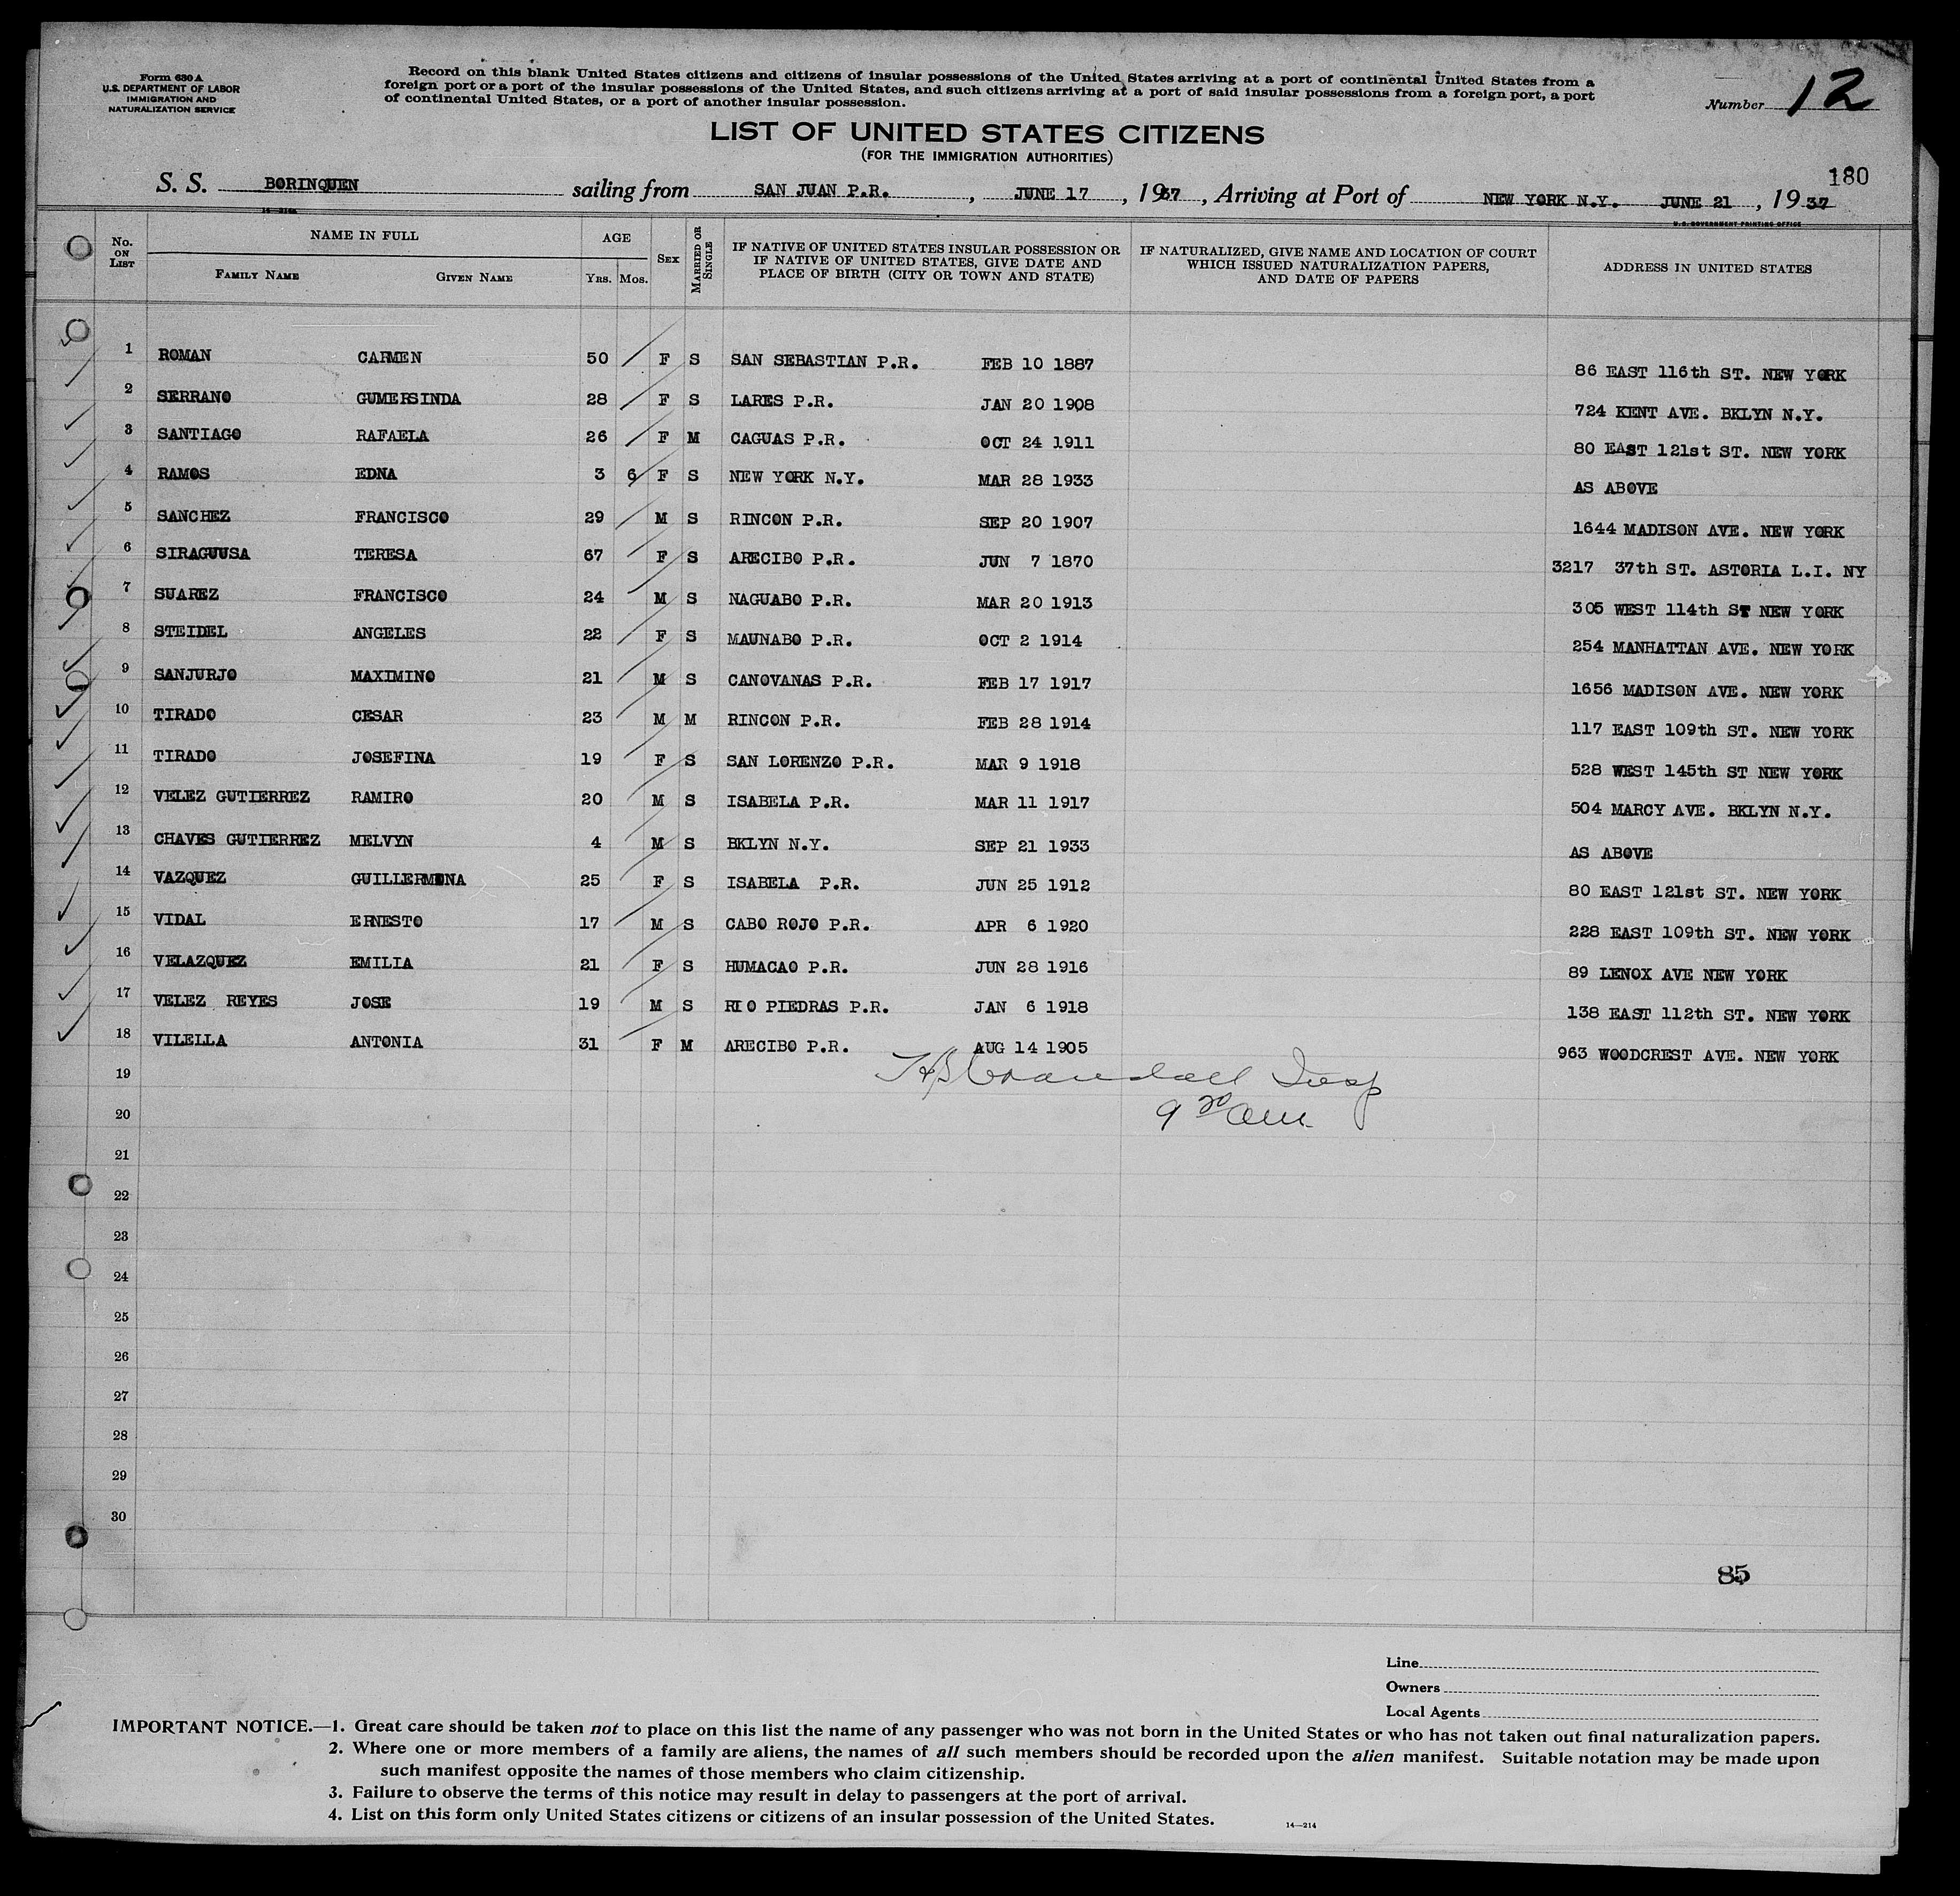 Form 630 A
U.S. DEPARTMENT OF LABOR
IMMIGRATION AND
NATURALIZATION SERVICE
Record on this blank United States citizens and citizens of insular possessions of the United States arriving at a port of continental United States from a
foreign port or a port of the insular possessions of the United States, and such citizens arriving at a port of said insular possessions from a foreign port, a port
of continental United States, or a port of another insular possession.
Number 12
LIST OF UNITED STATES CITIZENS
(FOR THE IMMIGRATION AUTHORITIES)
180
S. S. BORINQUEN sailing from SAN JUAN P.R. , JUNE 17 , 1937 , Arriving at Port of NEW YORK N.Y. JUNE 21 , 1937
14—214a
U.S. GOVERNMENT PRINTING OFFICE
No. ON LIST
NAME IN FULL
FAMILY NAME GIVEN NAME
AGE
YRS. MOS.
SEX
MARRIED OR SINGLE
IF NATIVE OF UNITED STATES INSULAR POSSESSION OR
IF NATIVE OF UNITED STATES, GIVE DATE AND
PLACE OF BIRTH (CITY OR TOWN AND STATE)
IF NATURALIZED, GIVE NAME AND LOCATION OF COURT
WHICH ISSUED NATURALIZATION PAPERS,
AND DATE OF PAPERS
ADDRESS IN UNITED STATES
1 ROMAN CARMEN 50 F S SAN SEBASTIAN P.R. FEB 10 1887 86 EAST 116th ST. NEW YORK
2 SERRANO GUMERSINDA 28 F S LARES P.R. JAN 20 1908 724 KENT AVE. BKLYN N.Y.
3 SANTIAGO RAFAELA 26 F M CAGUAS P.R. OCT 24 1911 80 EAST 121st ST. NEW YORK
4 RAMOS EDNA 3 6 F S NEW YORK N.Y. MAR 28 1933 AS ABOVE
5 SANCHEZ FRANCISCO 29 M S RINCON P.R. SEP 20 1907 1644 MADISON AVE. NEW YORK
6 SIRAGUUSA TERESA 67 F S ARECIBO P.R. JUN 7 1870 3217 37th ST. ASTORIA L.I. NY
7 SUAREZ FRANCISCO 24 M S NAGUABO P.R. MAR 20 1913 305 WEST 114th ST NEW YORK
8 STEIDEL ANGELES 22 F S MAUNABO P.R. OCT 2 1914 254 MANHATTAN AVE. NEW YORK
9 SANJURJO MAXIMINO 21 M S CANOVANAS P.R. FEB 17 1917 1656 MADISON AVE. NEW YORK
10 TIRADO CESAR 23 M M RINCON P.R. FEB 28 1914 117 EAST 109th ST. NEW YORK
11 TIRADO JOSEFINA 19 F S SAN LORENZO P.R. MAR 9 1918 528 WEST 145th ST NEW YORK
12 VELEZ GUTIERREZ RAMIRO 20 M S ISABELA P.R. MAR 11 1917 504 MARCY AVE. BKLYN N.Y.
13 CHAVES GUTIERREZ MELVYN 4 M S BKLYN N.Y. SEP 21 1933 AS ABOVE
14 VAZQUEZ GUILLERMONA 25 F S ISABELA P.R. JUN 25 1912 80 EAST 121st ST. NEW YORK
15 VIDAL ERNESTO 17 M S CABO ROJO P.R. APR 6 1920 228 EAST 109th ST. NEW YORK
16 VELAZQUEZ EMILIA 21 F S HUMACAO P.R. JUN 28 1916 89 LENOX AVE NEW YORK
17 VELEZ REYES JOSE 19 M S RIO PIEDRAS P.R. JAN 6 1918 138 EAST 112th ST. NEW YORK
18 VILELLA ANTONIA 31 F M ARECIBO P.R. AUG 14 1905 963 WOODCREST AVE. NEW YORK
19 Crandall Insp
20 9 30 am
21
22
23
24
25
26
27
28
29
30
85
Line
Owners
Local Agents
IMPORTANT NOTICE.—1. Great care should be taken not to place on this list the name of any passenger who was not born in the United States or who has not taken out final naturalization papers.
2. Where one or more members of a family are aliens, the names of all such members should be recorded upon the alien manifest. Suitable notation may be made upon
such manifest opposite the names of those members who claim citizenship.
3. Failure to observe the terms of this notice may result in delay to passengers at the port of arrival.
4. List on this form only United States citizens or citizens of an insular possession of the United States.
14—214